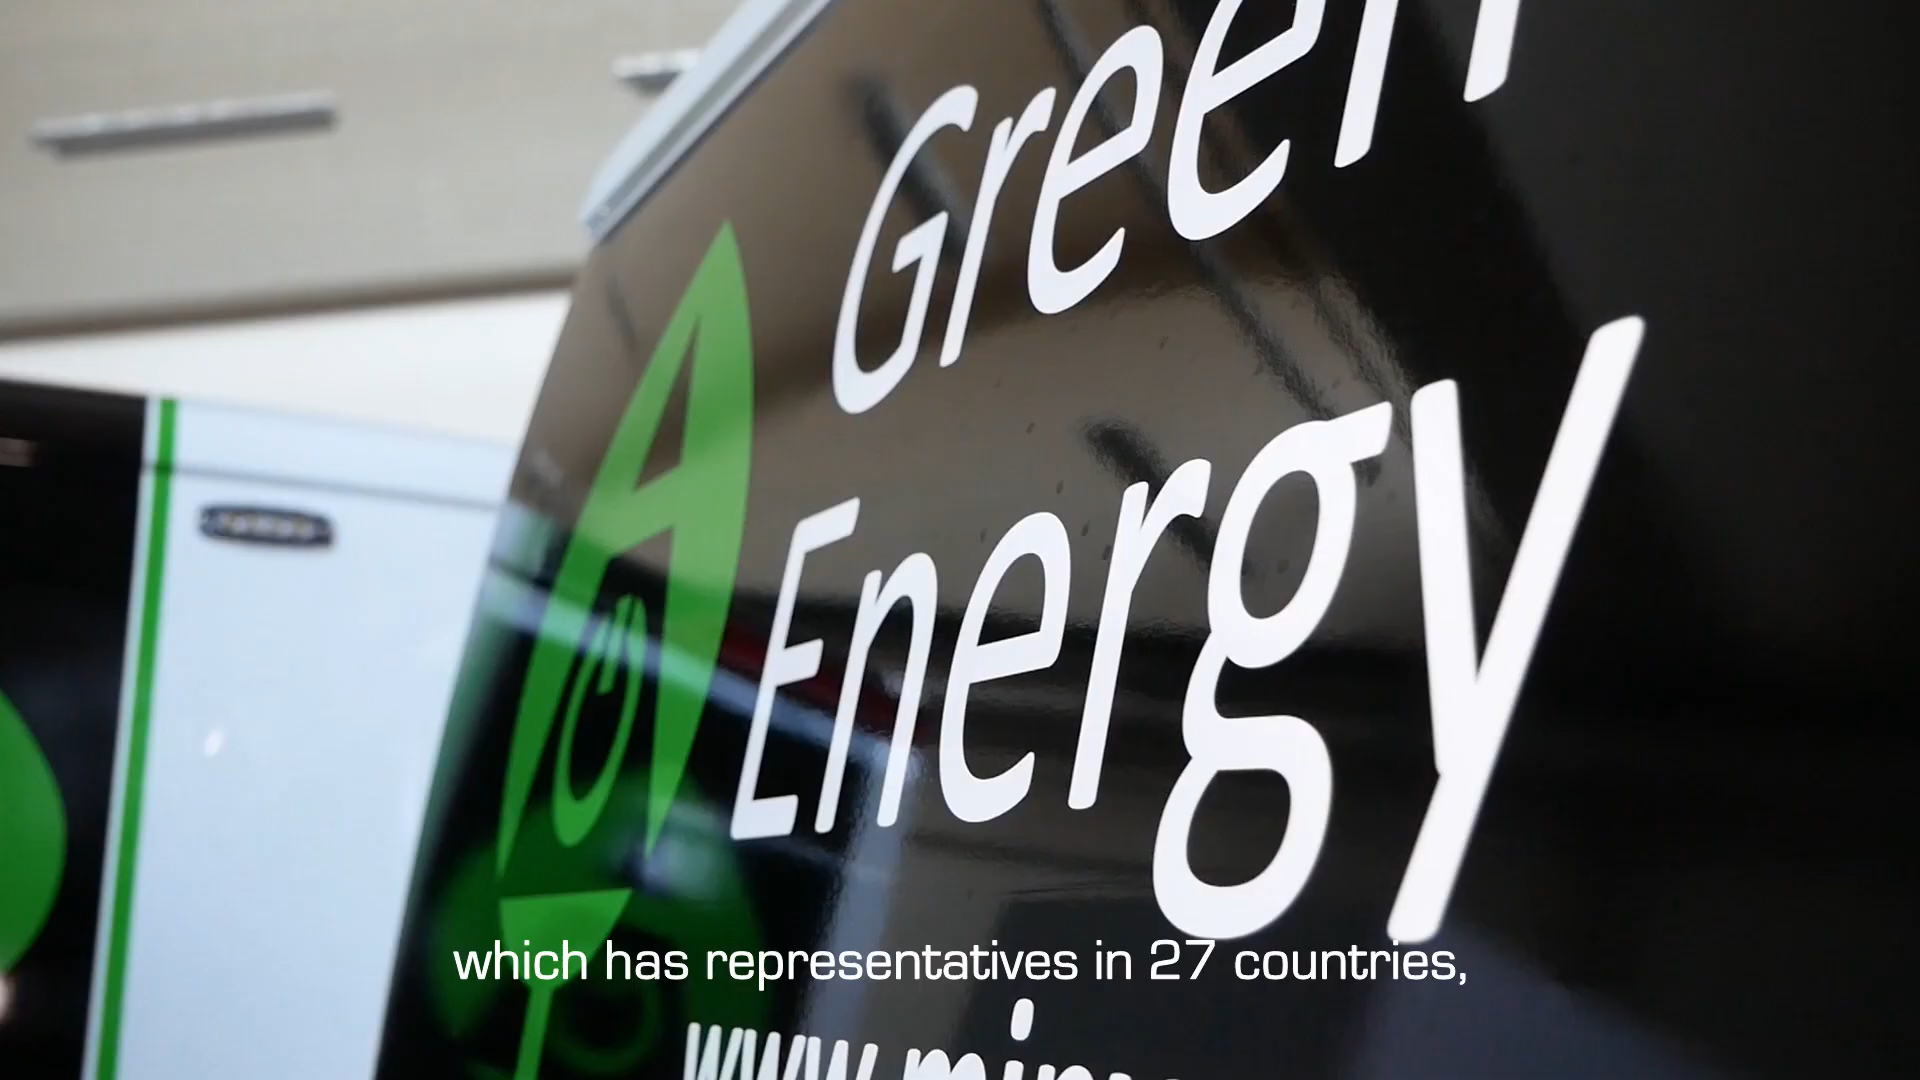 Green
Energy
which has representatives in 27 countries,